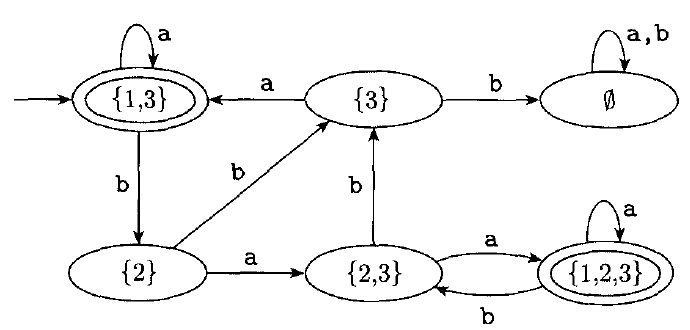 a a,b
{1,3} a {3} b ∅
b b b a
{2} a {2,3} a {1,2,3}
b